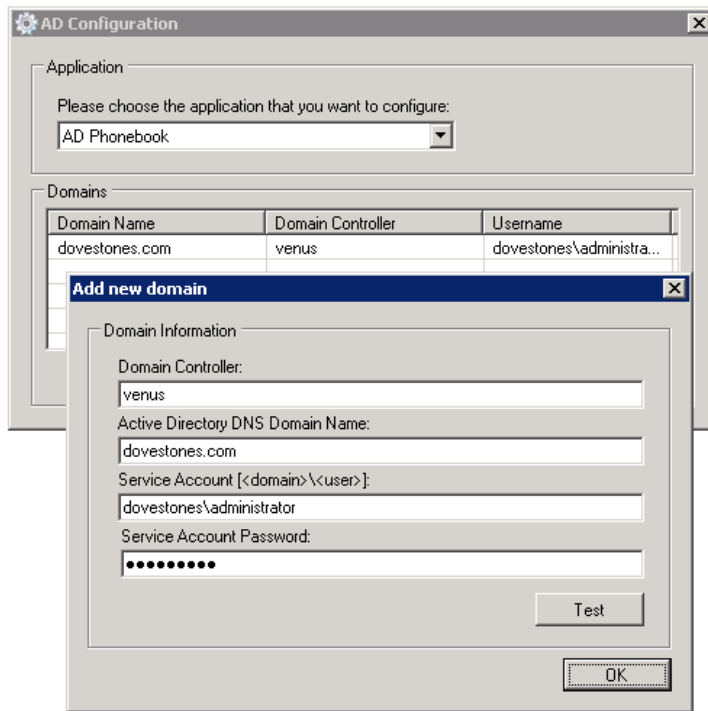 AD Configuration
Application
Please choose the application that you want to configure:
AD Phonebook
Domains
Domain Name Domain Controller Username
dovestones.com venus dovestones\administra...
Add new domain
Domain Information
Domain Controller:
venus
Active Directory DNS Domain Name:
dovestones.com
Service Account [<domain>\<user>]:
dovestones\administrator
Service Account Password:
●●●●●●●●●
Test
OK